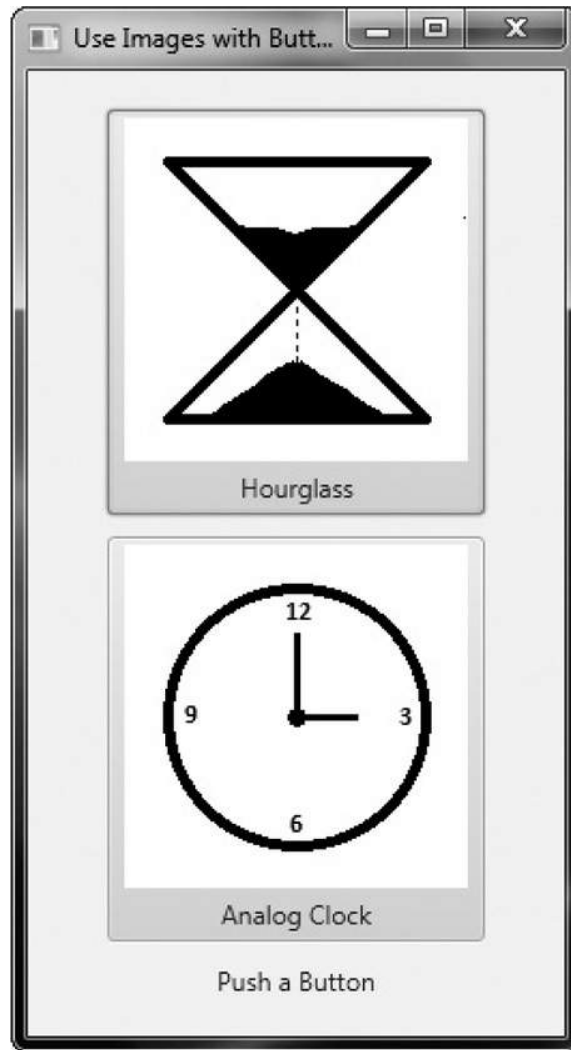 Use Images with Butt...
Hourglass
12
9
3
6
Analog Clock
Push a Button